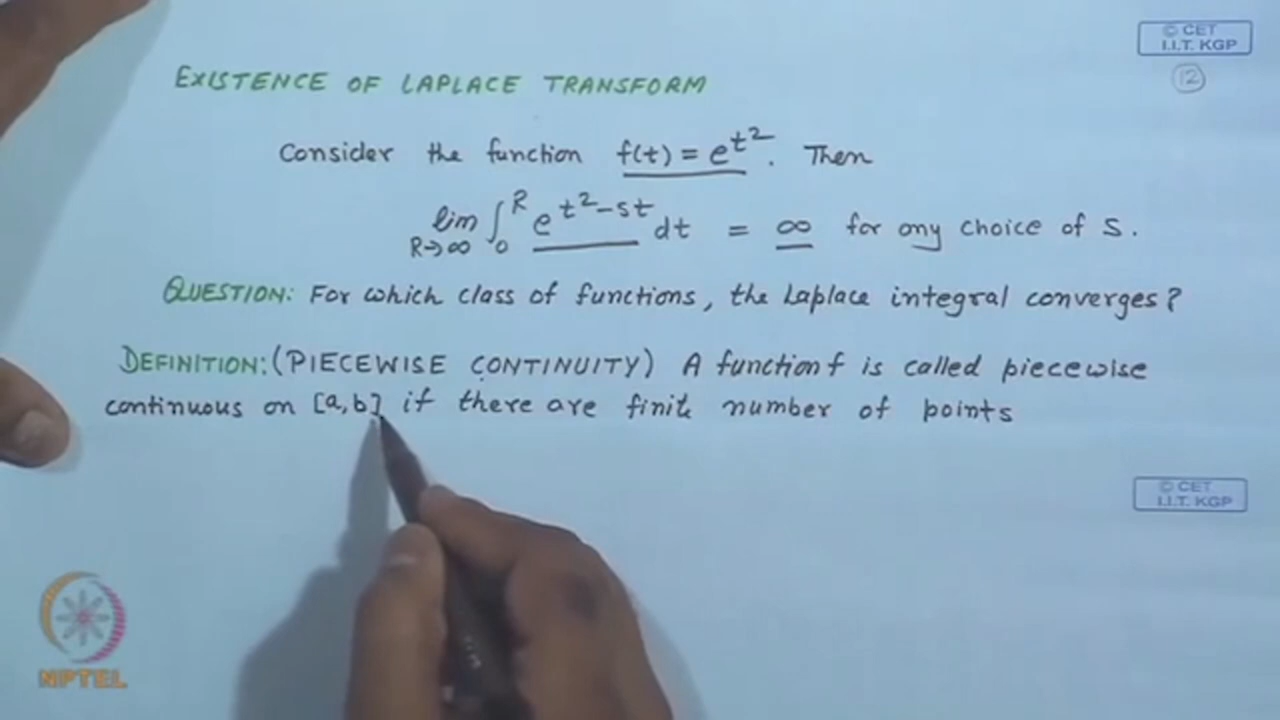 © CET
I.I.T. KGP
12
EXISTENCE OF LAPLACE TRANSFORM
Consider the function f(t) = e^{t^2}. Then
lim_{R→∞} ∫_0^R e^{t^2-st} dt = ∞ for any choice of s.
QUESTION: For which class of functions, the Laplace integral converges?
DEFINITION: (PIECEWISE CONTINUITY) A function f is called piecewise
continuous on [a,b] if there are finite number of points
© CET
I.I.T. KGP
NPTEL